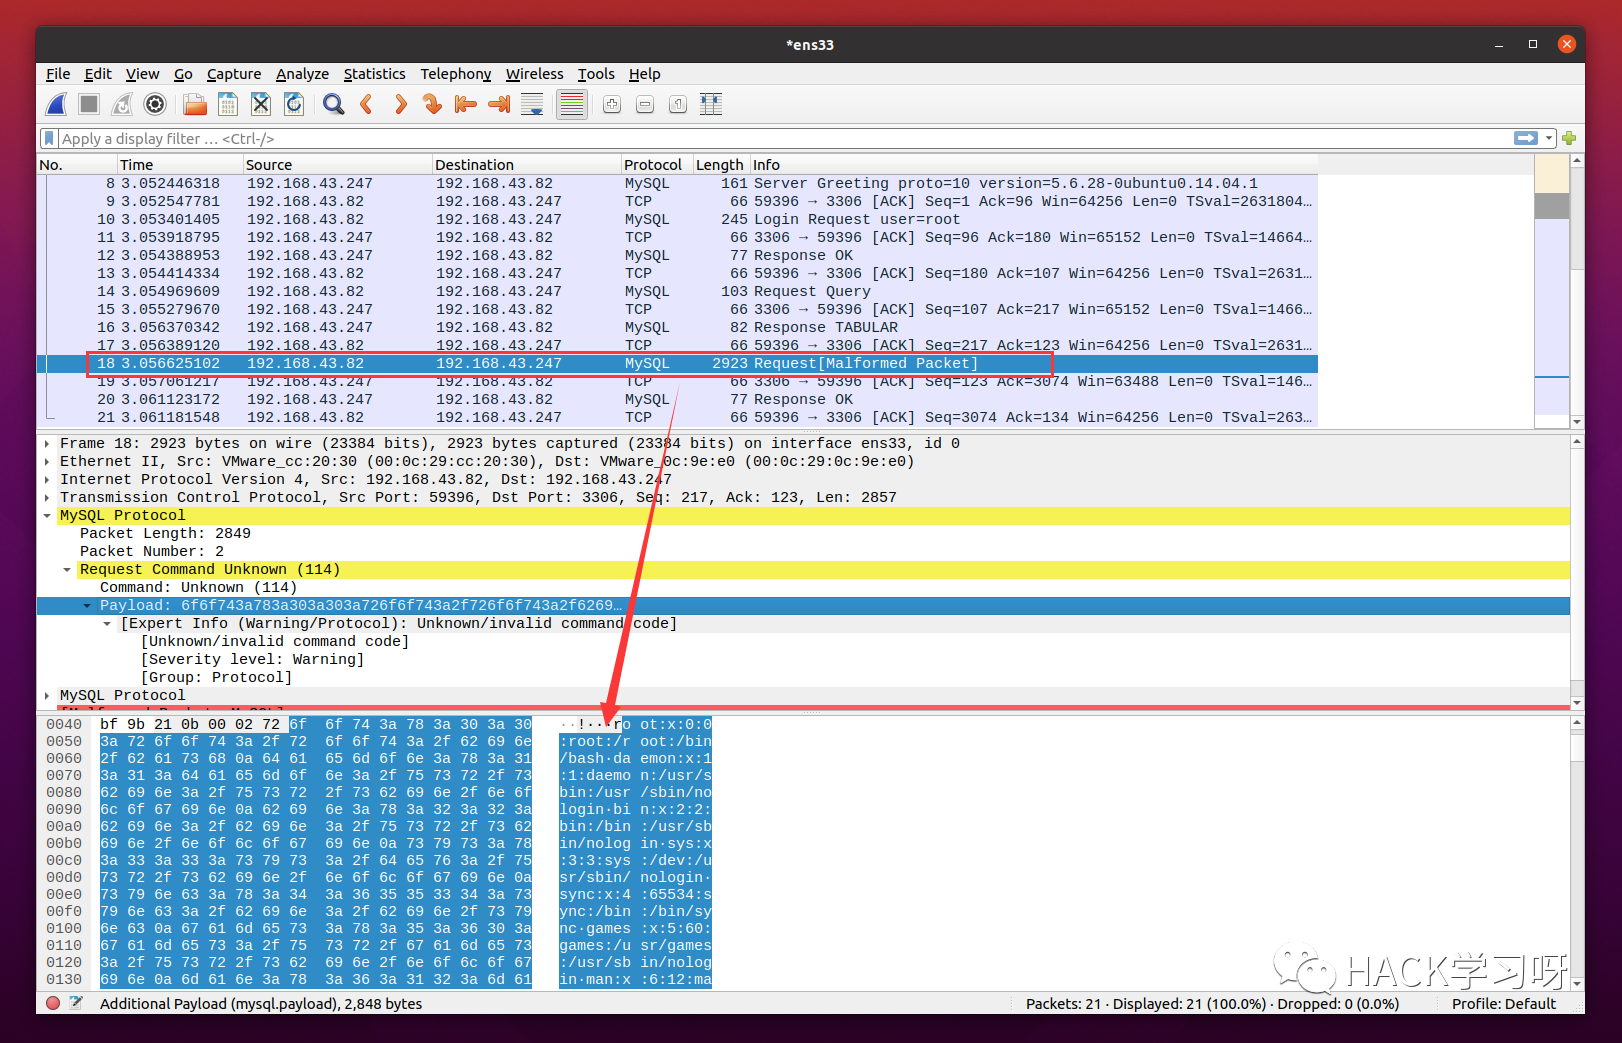 *ens33
File Edit View Go Capture Analyze Statistics Telephony Wireless Tools Help
Apply a display filter … <Ctrl-/>
No. Time Source Destination Protocol Length Info
8 3.052446318 192.168.43.247 192.168.43.82 MySQL 161 Server Greeting proto=10 version=5.6.28-0ubuntu0.14.04.1
9 3.052547781 192.168.43.82 192.168.43.247 TCP 66 59396 → 3306 [ACK] Seq=1 Ack=96 Win=64256 Len=0 TSval=2631804…
10 3.053401405 192.168.43.82 192.168.43.247 MySQL 245 Login Request user=root
11 3.053918795 192.168.43.247 192.168.43.82 TCP 66 3306 → 59396 [ACK] Seq=96 Ack=180 Win=65152 Len=0 TSval=14664…
12 3.054388953 192.168.43.247 192.168.43.82 MySQL 77 Response OK
13 3.054414334 192.168.43.82 192.168.43.247 TCP 66 59396 → 3306 [ACK] Seq=180 Ack=107 Win=64256 Len=0 TSval=2631…
14 3.054969609 192.168.43.82 192.168.43.247 MySQL 103 Request Query
15 3.055279670 192.168.43.247 192.168.43.82 TCP 66 3306 → 59396 [ACK] Seq=107 Ack=217 Win=65152 Len=0 TSval=1466…
16 3.056370342 192.168.43.247 192.168.43.82 MySQL 82 Response TABULAR
17 3.056389120 192.168.43.82 192.168.43.247 TCP 66 59396 → 3306 [ACK] Seq=217 Ack=123 Win=64256 Len=0 TSval=2631…
18 3.056625102 192.168.43.82 192.168.43.247 MySQL 2923 Request[Malformed Packet]
19 3.057061217 192.168.43.247 192.168.43.82 TCP 66 3306 → 59396 [ACK] Seq=123 Ack=3074 Win=63488 Len=0 TSval=146…
20 3.061123172 192.168.43.247 192.168.43.82 MySQL 77 Response OK
21 3.061181548 192.168.43.82 192.168.43.247 TCP 66 59396 → 3306 [ACK] Seq=3074 Ack=134 Win=64256 Len=0 TSval=263…
Frame 18: 2923 bytes on wire (23384 bits), 2923 bytes captured (23384 bits) on interface ens33, id 0
Ethernet II, Src: VMware_cc:20:30 (00:0c:29:cc:20:30), Dst: VMware_0c:9e:e0 (00:0c:29:0c:9e:e0)
Internet Protocol Version 4, Src: 192.168.43.82, Dst: 192.168.43.247
Transmission Control Protocol, Src Port: 59396, Dst Port: 3306, Seq: 217, Ack: 123, Len: 2857
MySQL Protocol
Packet Length: 2849
Packet Number: 2
Request Command Unknown (114)
Command: Unknown (114)
Payload: 6f6f743a783a303a303a726f6f743a2f726f6f743a2f6269…
[Expert Info (Warning/Protocol): Unknown/invalid command code]
[Unknown/invalid command code]
[Severity level: Warning]
[Group: Protocol]
MySQL Protocol
0040 bf 9b 21 0b 00 02 72 6f 6f 74 3a 78 3a 30 3a 30 ··!···ro ot:x:0:0
0050 3a 72 6f 6f 74 3a 2f 72 6f 6f 74 3a 2f 62 69 6e :root:/r oot:/bin
0060 2f 62 61 73 68 0a 64 61 65 6d 6f 6e 3a 78 3a 31 /bash·da emon:x:1
0070 3a 31 3a 64 61 65 6d 6f 6e 3a 2f 75 73 72 2f 73 :1:daemo n:/usr/s
0080 62 69 6e 3a 2f 75 73 72 2f 73 62 69 6e 2f 6e 6f bin:/usr /sbin/no
0090 6c 6f 67 69 6e 0a 62 69 6e 3a 78 3a 32 3a 32 3a login·bi n:x:2:2:
00a0 62 69 6e 3a 2f 62 69 6e 3a 2f 75 73 72 2f 73 62 bin:/bin :/usr/sb
00b0 69 6e 2f 6e 6f 6c 6f 67 69 6e 0a 73 79 73 3a 78 in/nolog in·sys:x
00c0 3a 33 3a 33 3a 73 79 73 3a 2f 64 65 76 3a 2f 75 :3:3:sys :/dev:/u
00d0 73 72 2f 73 62 69 6e 2f 6e 6f 6c 6f 67 69 6e 0a sr/sbin/ nologin·
00e0 73 79 6e 63 3a 78 3a 34 3a 36 35 35 33 34 3a 73 sync:x:4 :65534:s
00f0 79 6e 63 3a 2f 62 69 6e 3a 2f 62 69 6e 2f 73 79 ync:/bin :/bin/sy
0100 6e 63 0a 67 61 6d 65 73 3a 78 3a 35 3a 36 30 3a nc·games :x:5:60:
0110 67 61 6d 65 73 3a 2f 75 73 72 2f 67 61 6d 65 73 games:/u sr/games
0120 3a 2f 75 73 72 2f 73 62 69 6e 2f 6e 6f 6c 6f 67 :/usr/sb in/nolog
0130 69 6e 0a 6d 61 6e 3a 78 3a 36 3a 31 32 3a 6d 61 in·man:x :6:12:ma
HACK学习呀
Additional Payload (mysql.payload), 2,848 bytes Packets: 21 · Displayed: 21 (100.0%) · Dropped: 0 (0.0%) Profile: Default